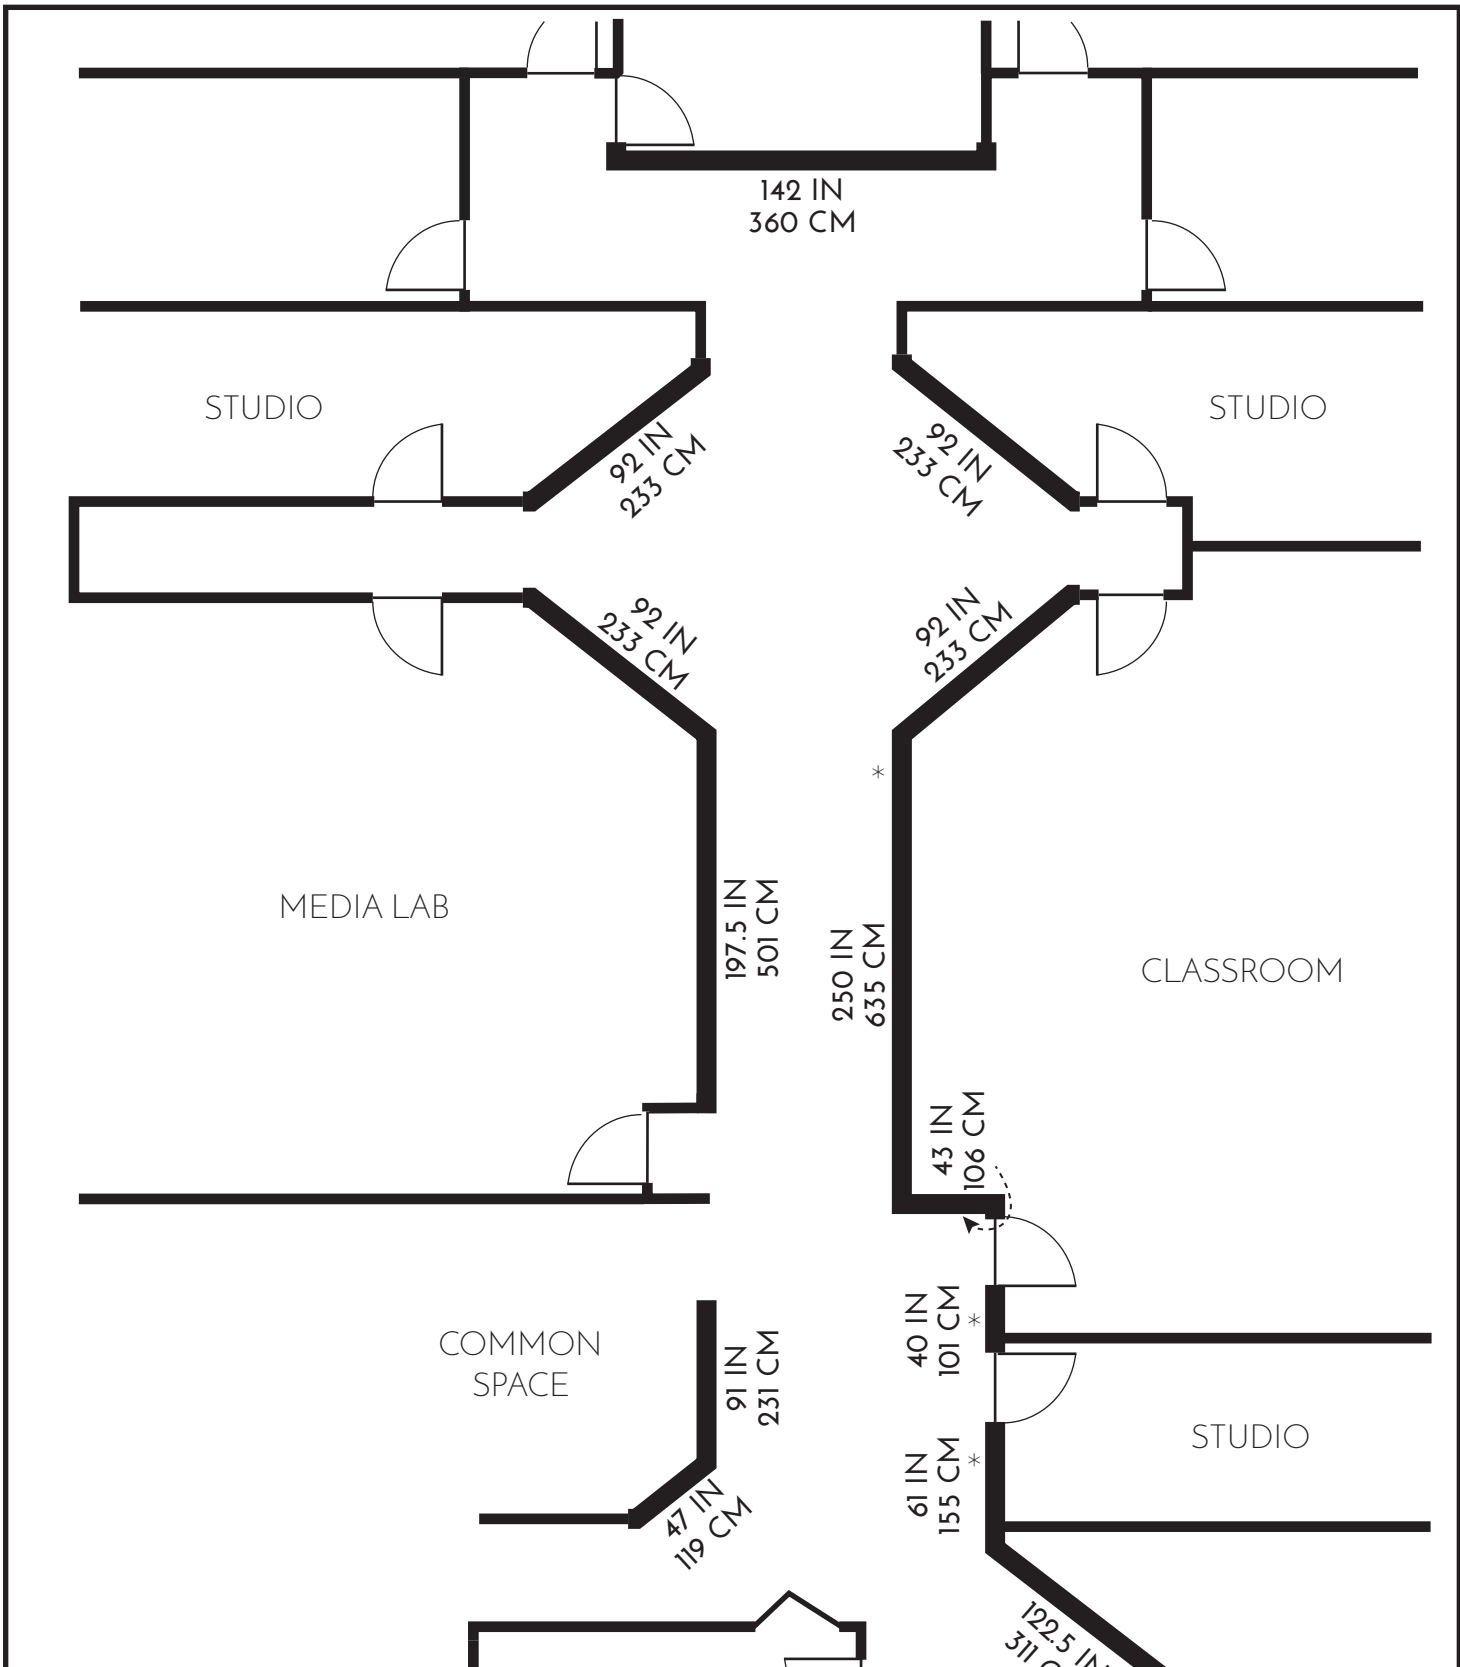 142 IN
360 CM
STUDIO
STUDIO
92 IN
233 CM
92 IN
233 CM
92 IN
233 CM
92 IN
233 CM
*
MEDIA LAB
197.5 IN
501 CM
250 IN
635 CM
CLASSROOM
43 IN
106 CM
COMMON
SPACE
91 IN
231 CM
40 IN
101 CM
*
STUDIO
61 IN
155 CM
*
47 IN
119 CM
122.5 IN
311